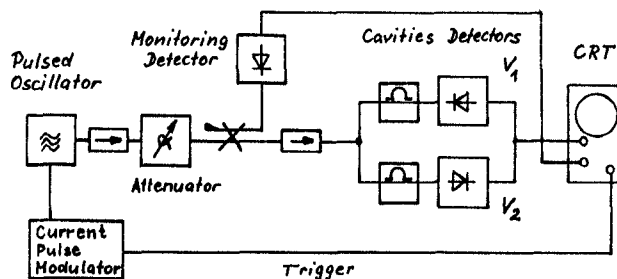 Monitoring
Detector
Cavities Detectors
CRT
Pulsed
Oscillator
V1
Attenuator
V2
Current
Pulse
Modulator
Trigger